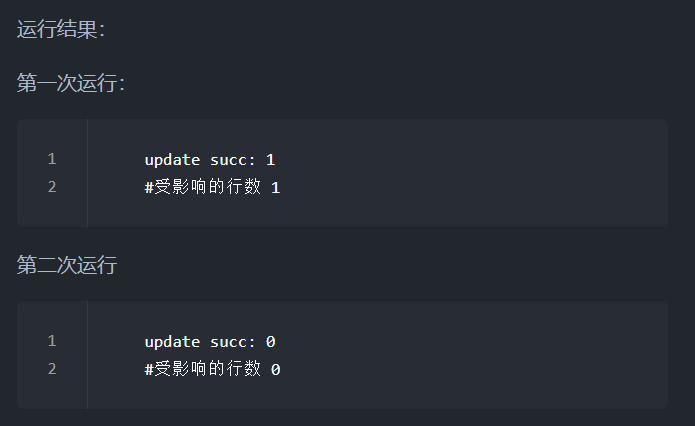 运行结果：
第一次运行：
1 update succ: 1
2 #受影响的行数 1
第二次运行
1 update succ: 0
2 #受影响的行数 0